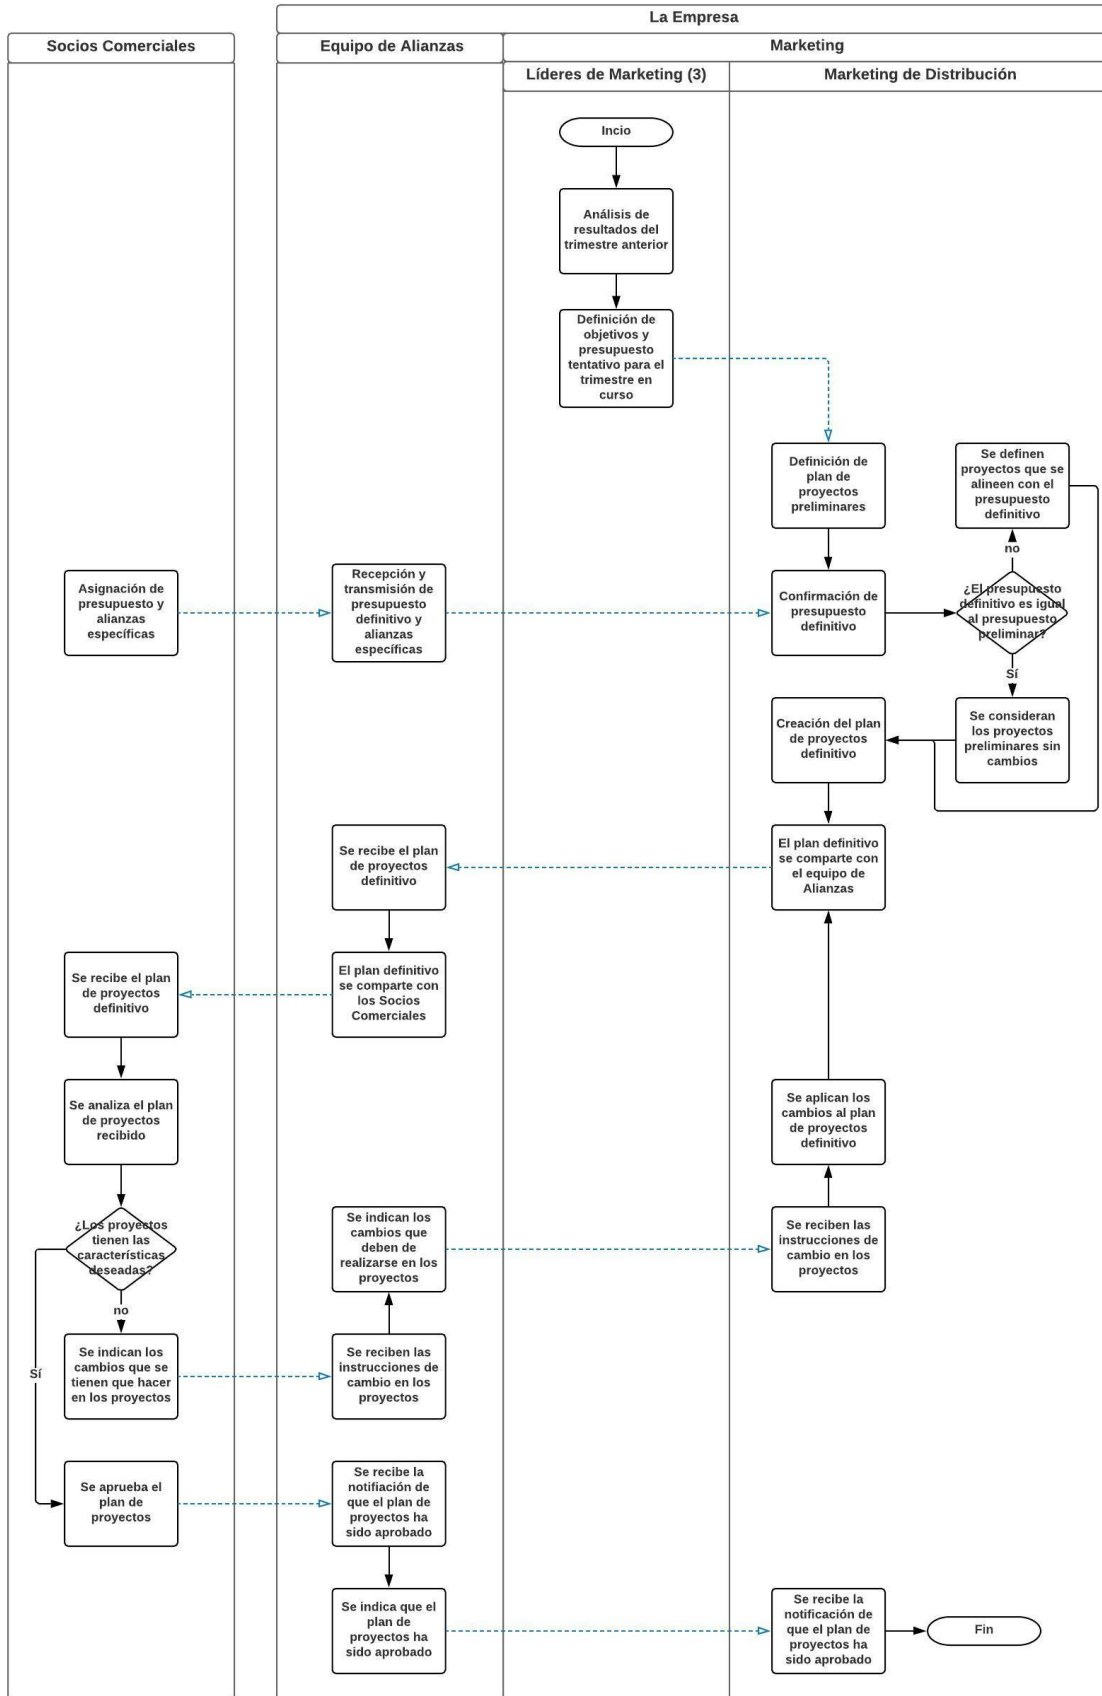 La Empresa
Socios Comerciales
Equipo de Alianzas
Marketing
Líderes de Marketing (3)
Marketing de Distribución
Incio
Análisis de
resultados del
trimestre anterior
Definición de
objetivos y
presupuesto
tentativo para el
trimestre en
curso
Definición de
plan de
proyectos
preliminares
Se definen
proyectos que se
alineen con el
presupuesto
definitivo
no
Asignación de
presupuesto y
alianzas
específicas
Recepción y
transmisión de
presupuesto
definitivo y
alianzas
específicas
Confirmación de
presupuesto
definitivo
¿El presupuesto
definitivo es igual
al presupuesto
preliminar?
Sí
Creación del plan
de proyectos
definitivo
Se consideran
los proyectos
preliminares sin
cambios
Se recibe el plan
de proyectos
definitivo
El plan definitivo
se comparte con
el equipo de
Alianzas
Se recibe el plan
de proyectos
definitivo
El plan definitivo
se comparte con
los Socios
Comerciales
Se analiza el plan
de proyectos
recibido
Se aplican los
cambios al plan
de proyectos
definitivo
¿Los proyectos
tienen las
características
deseadas?
Se indican los
cambios que
deben de
realizarse en los
proyectos
Se reciben las
instrucciones de
cambio en los
proyectos
no
Sí
Se indican los
cambios que se
tienen que hacer
en los proyectos
Se reciben las
instrucciones de
cambio en los
proyectos
Se aprueba el
plan de
proyectos
Se recibe la
notifiación de
que el plan de
proyectos ha
sido aprobado
Se indica que el
plan de
proyectos ha
sido aprobado
Se recibe la
notificación de
que el plan de
proyectos ha
sido aprobado
Fin